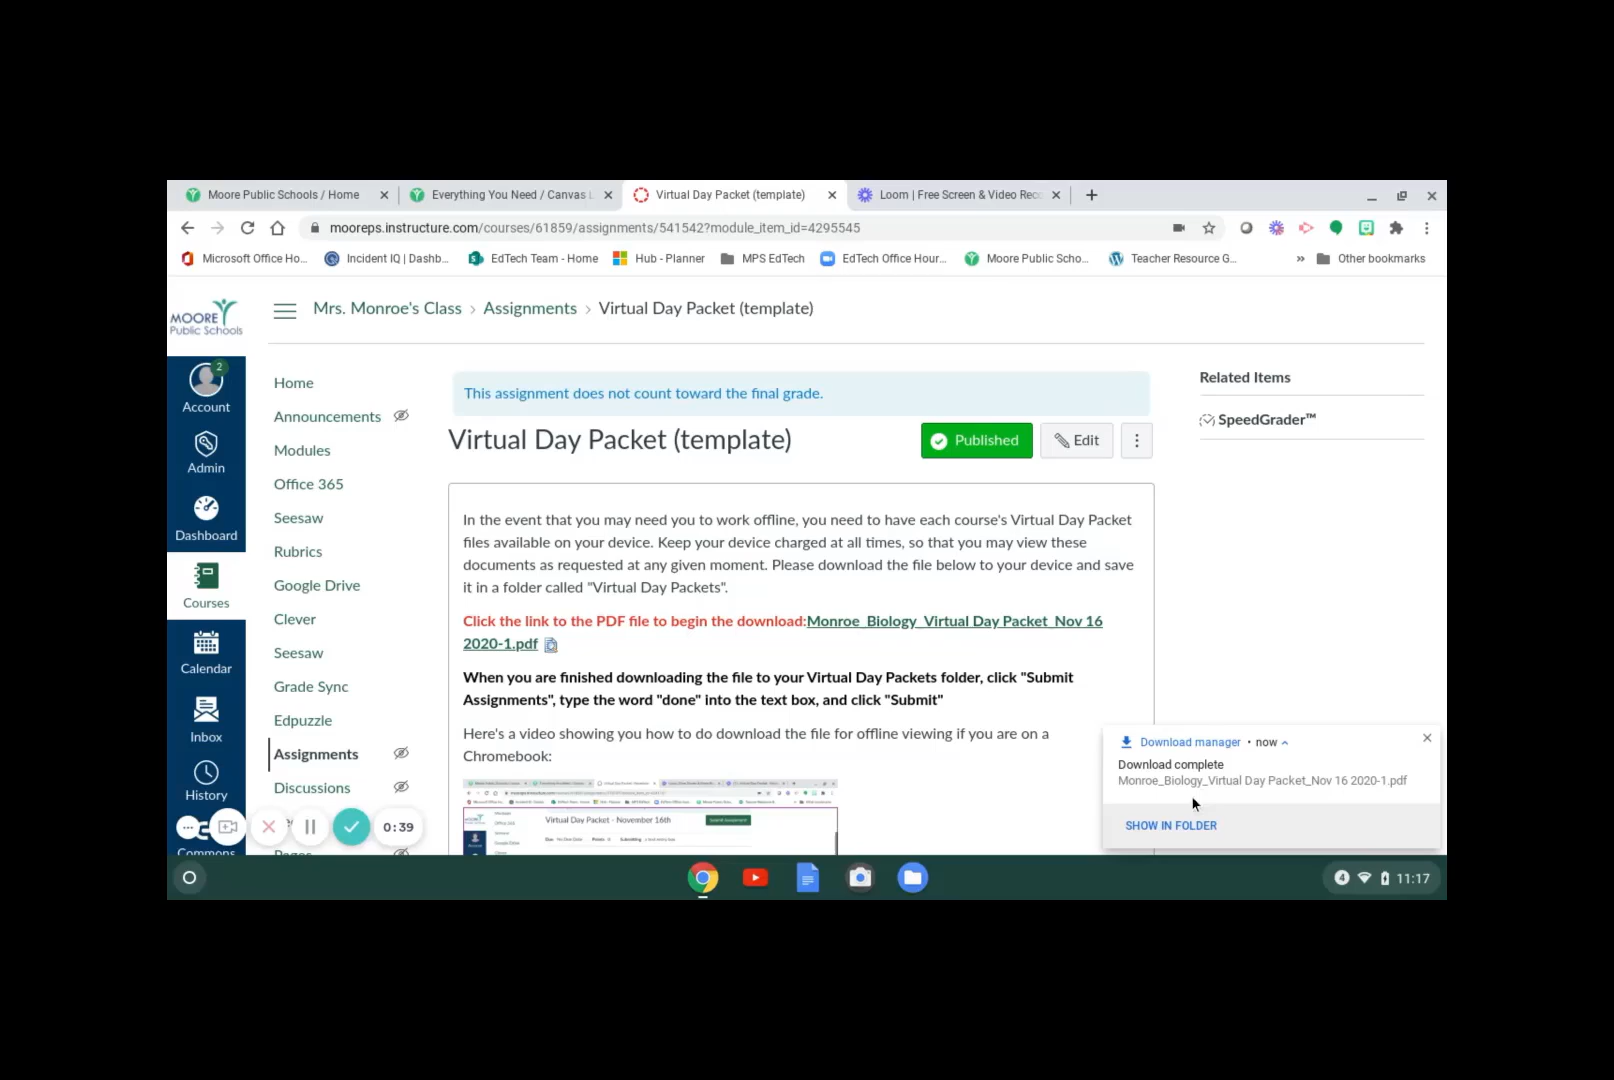 Moore Public Schools / Home
Everything You Need / Canvas L
Virtual Day Packet (template)
Loom | Free Screen & Video Reco
mooreps.instructure.com/courses/61859/assignments/541542?module_item_id=4295545
Microsoft Office Ho...
Incident IQ | Dashb...
EdTech Team - Home
Hub - Planner
MPS EdTech
EdTech Office Hour...
Moore Public Scho...
Teacher Resource G...
»
Other bookmarks
MOORE
Public Schools
Mrs. Monroe's Class › Assignments › Virtual Day Packet (template)
2
Account
Admin
Dashboard
Courses
Calendar
Inbox
History
Commons
Home
Announcements
Modules
Office 365
Seesaw
Rubrics
Google Drive
Clever
Seesaw
Grade Sync
Edpuzzle
Assignments
Discussions
Pages
This assignment does not count toward the final grade.
Virtual Day Packet (template)
Published
Edit
In the event that you may need you to work offline, you need to have each course's Virtual Day Packet
files available on your device. Keep your device charged at all times, so that you may view these
documents as requested at any given moment. Please download the file below to your device and save
it in a folder called "Virtual Day Packets".
Click the link to the PDF file to begin the download:Monroe_Biology_Virtual Day Packet_Nov 16
2020-1.pdf
When you are finished downloading the file to your Virtual Day Packets folder, click "Submit
Assignments", type the word "done" into the text box, and click "Submit"
Here's a video showing you how to do download the file for offline viewing if you are on a
Chromebook:
Virtual Day Packet - November 16th
Related Items
SpeedGrader™
Download manager • now
Download complete
Monroe_Biology_Virtual Day Packet_Nov 16 2020-1.pdf
SHOW IN FOLDER
0:39
4
11:17